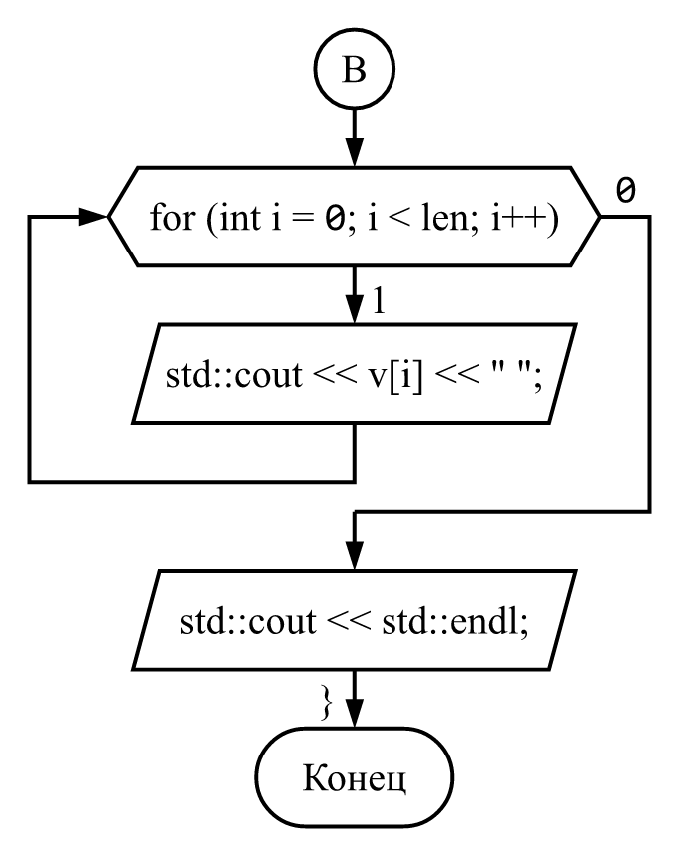 B
for (int i = 0; i < len; i++)
0
1
std::cout << v[i] << " ";
std::cout << std::endl;
}
Конец